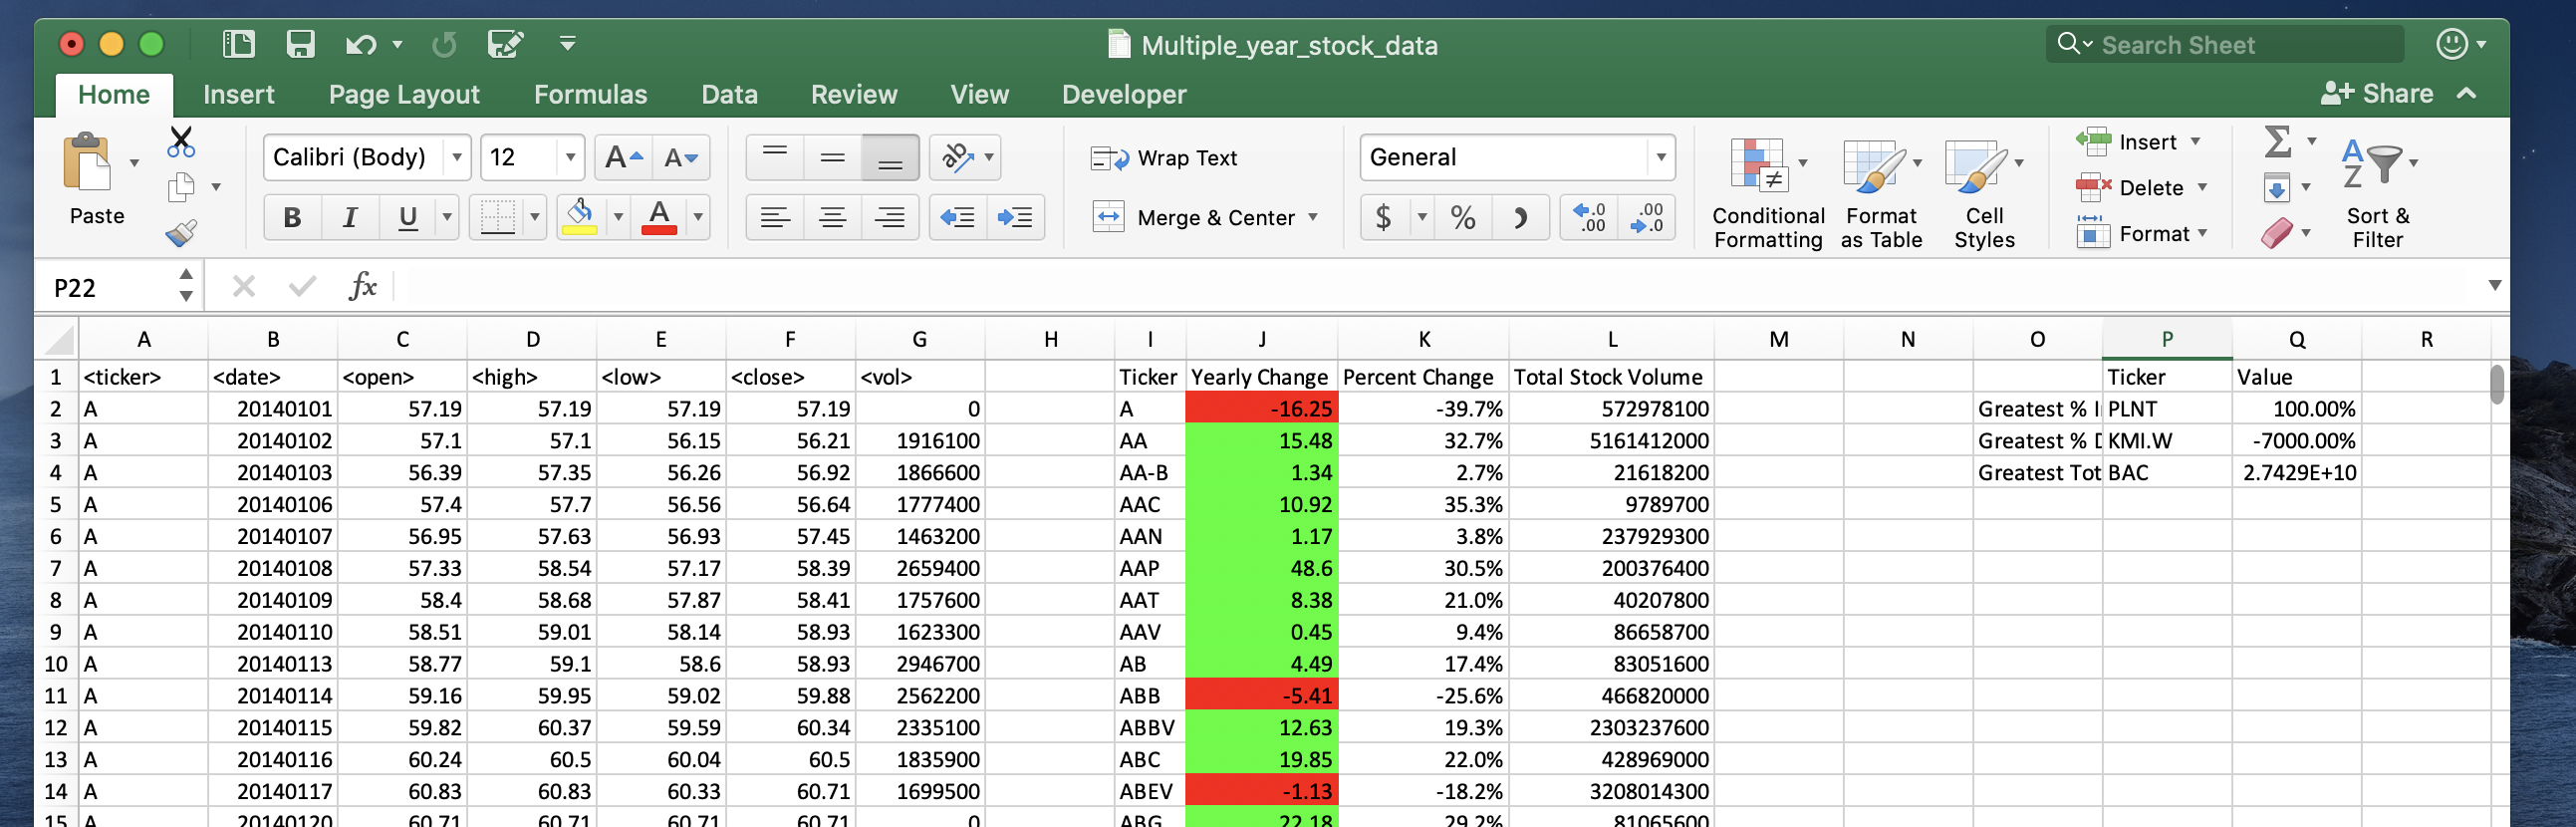 Multiple_year_stock_data
Search Sheet
Home Insert Page Layout Formulas Data Review View Developer Share
Paste
Calibri (Body) 12 A A
B I U A
ab
Wrap Text
Merge & Center
General
$ % .0 .00 .00 .0
Conditional Formatting
Format as Table
Cell Styles
Insert
Delete
Format
Σ
A Z
Sort & Filter
P22 fx
A B C D E F G H I J K L M N O P Q R
1 <ticker> <date> <open> <high> <low> <close> <vol> Ticker Yearly Change Percent Change Total Stock Volume Ticker Value
2 A 20140101 57.19 57.19 57.19 57.19 0 A -16.25 -39.7% 572978100 Greatest % I PLNT 100.00%
3 A 20140102 57.1 57.1 56.15 56.21 1916100 AA 15.48 32.7% 5161412000 Greatest % D KMI.W -7000.00%
4 A 20140103 56.39 57.35 56.26 56.92 1866600 AA-B 1.34 2.7% 21618200 Greatest Tot BAC 2.7429E+10
5 A 20140106 57.4 57.7 56.56 56.64 1777400 AAC 10.92 35.3% 9789700
6 A 20140107 56.95 57.63 56.93 57.45 1463200 AAN 1.17 3.8% 237929300
7 A 20140108 57.33 58.54 57.17 58.39 2659400 AAP 48.6 30.5% 200376400
8 A 20140109 58.4 58.68 57.87 58.41 1757600 AAT 8.38 21.0% 40207800
9 A 20140110 58.51 59.01 58.14 58.93 1623300 AAV 0.45 9.4% 86658700
10 A 20140113 58.77 59.1 58.6 58.93 2946700 AB 4.49 17.4% 83051600
11 A 20140114 59.16 59.95 59.02 59.88 2562200 ABB -5.41 -25.6% 466820000
12 A 20140115 59.82 60.37 59.59 60.34 2335100 ABBV 12.63 19.3% 2303237600
13 A 20140116 60.24 60.5 60.04 60.5 1835900 ABC 19.85 22.0% 428969000
14 A 20140117 60.83 60.83 60.33 60.71 1699500 ABEV -1.13 -18.2% 3208014300
15 A 20140120 60.71 60.71 60.71 60.71 0 ABG 22.18 29.2% 81065600